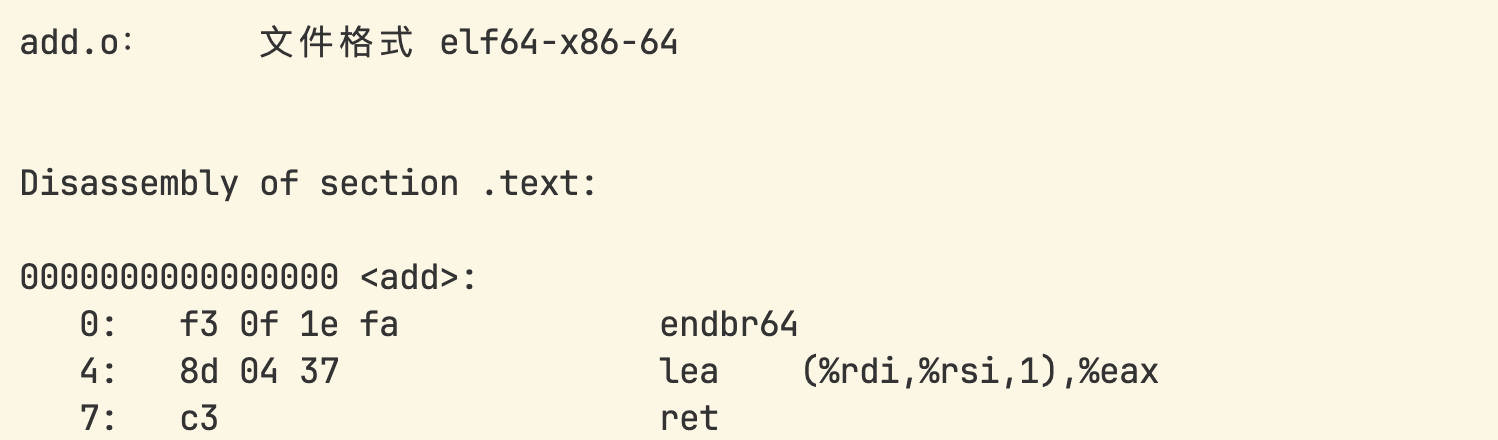 add.o：      文件格式 elf64-x86-64
Disassembly of section .text:
0000000000000000 <add>:
   0:   f3 0f 1e fa             endbr64
   4:   8d 04 37                lea    (%rdi,%rsi,1),%eax
   7:   c3                      ret